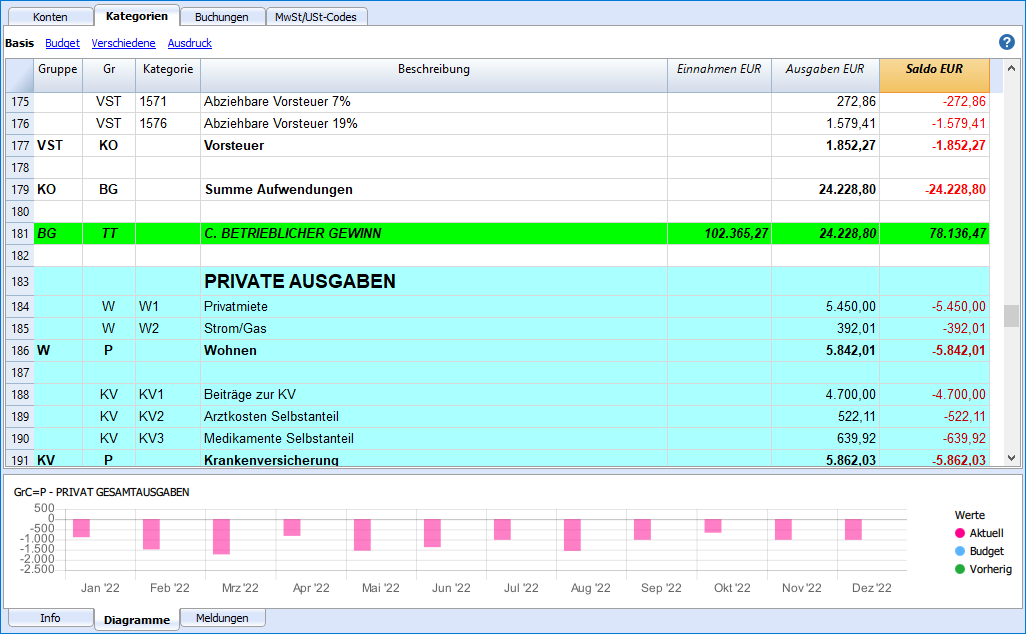 Konten Kategorien Buchungen MwSt/USt-Codes
Basis Budget Verschiedene Ausdruck ?
Gruppe Gr Kategorie Beschreibung Einnahmen EUR Ausgaben EUR Saldo EUR
175 VST 1571 Abziehbare Vorsteuer 7% 272,86 -272,86
176 VST 1576 Abziehbare Vorsteuer 19% 1.579,41 -1.579,41
177 VST KO Vorsteuer 1.852,27 -1.852,27
178
179 KO BG Summe Aufwendungen 24.228,80 -24.228,80
180
181 BG TT C. BETRIEBLICHER GEWINN 102.365,27 24.228,80 78.136,47
182
183 PRIVATE AUSGABEN
184 W W1 Privatmiete 5.450,00 -5.450,00
185 W W2 Strom/Gas 392,01 -392,01
186 W P Wohnen 5.842,01 -5.842,01
187
188 KV KV1 Beiträge zur KV 4.700,00 -4.700,00
189 KV KV2 Arztkosten Selbstanteil 522,11 -522,11
190 KV KV3 Medikamente Selbstanteil 639,92 -639,92
191 KV P Krankenversicherung 5.862,03 -5.862,03
GrC=P - PRIVAT GESAMTAUSGABEN
500
0
-500
-1.000
-1.500
-2.000
-2.500
Jan '22 Feb '22 Mrz '22 Apr '22 Mai '22 Jun '22 Jul '22 Aug '22 Sep '22 Okt '22 Nov '22 Dez '22
Werte
Aktuell
Budget
Vorherig
Info Diagramme Meldungen